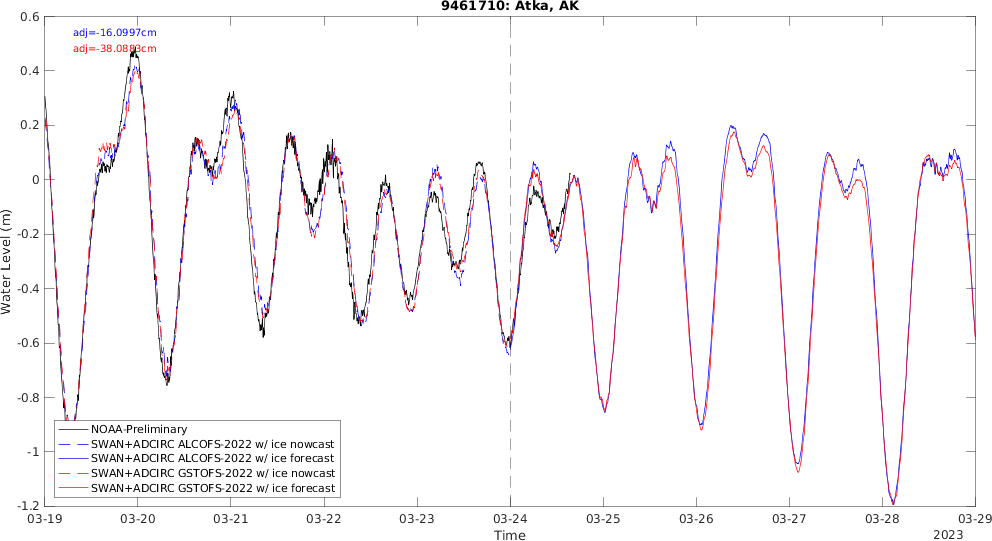 9461710: Atka, AK
adj=-16.0997cm
adj=-38.0883cm
Water Level (m)
0.6
0.4
0.2
0
-0.2
-0.4
-0.6
-0.8
-1
-1.2
NOAA-Preliminary
SWAN+ADCIRC ALCOFS-2022 w/ ice nowcast
SWAN+ADCIRC ALCOFS-2022 w/ ice forecast
SWAN+ADCIRC GSTOFS-2022 w/ ice nowcast
SWAN+ADCIRC GSTOFS-2022 w/ ice forecast
03-19 03-20 03-21 03-22 03-23 03-24 03-25 03-26 03-27 03-28 03-29
Time
2023